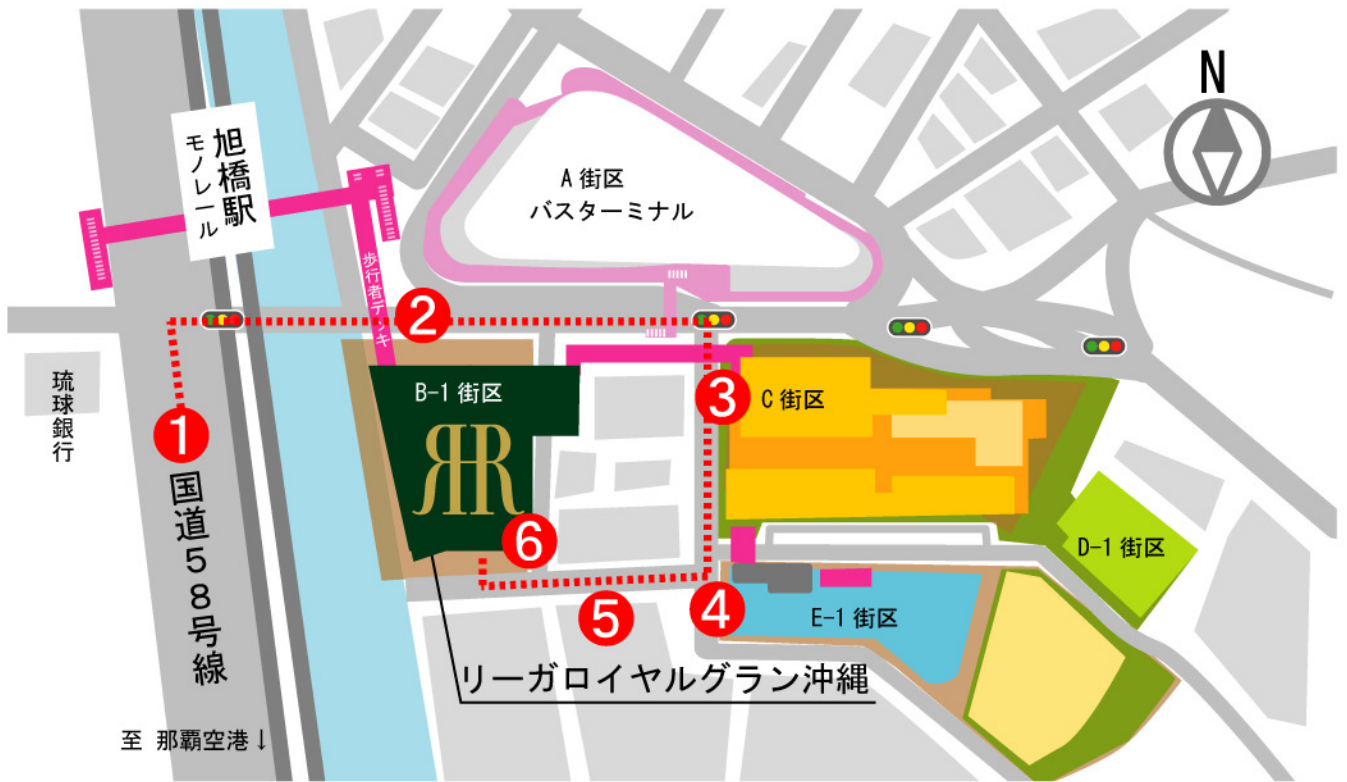 N
旭橋駅
モノレール
A 街区
バスターミナル
歩行者デッキ
2
琉球銀行
B-1 街区
3
C 街区
1
RR
国道58号線
6
D-1 街区
5
4
E-1 街区
リーガロイヤルグラン沖縄
至 那覇空港↓